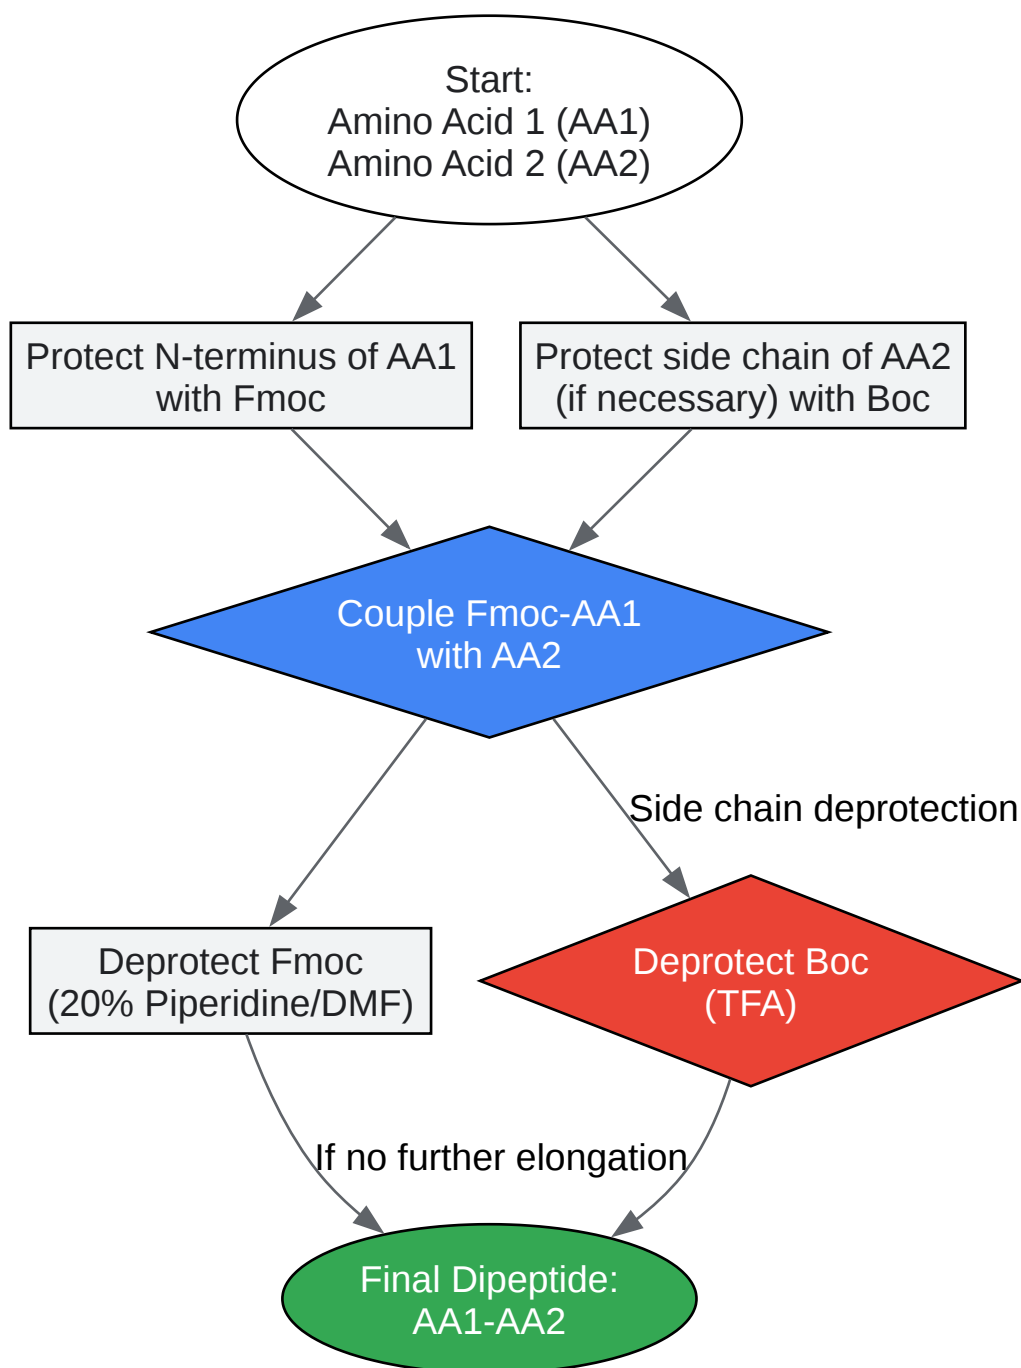 Start:
Amino Acid 1 (AA1)
Amino Acid 2 (AA2)
Protect N-terminus of AA1
with Fmoc
Protect side chain of AA2
(if necessary) with Boc
Couple Fmoc-AA1
with AA2
Side chain deprotection
Deprotect Fmoc
(20% Piperidine/DMF)
Deprotect Boc
(TFA)
If no further elongation
Final Dipeptide:
AA1-AA2